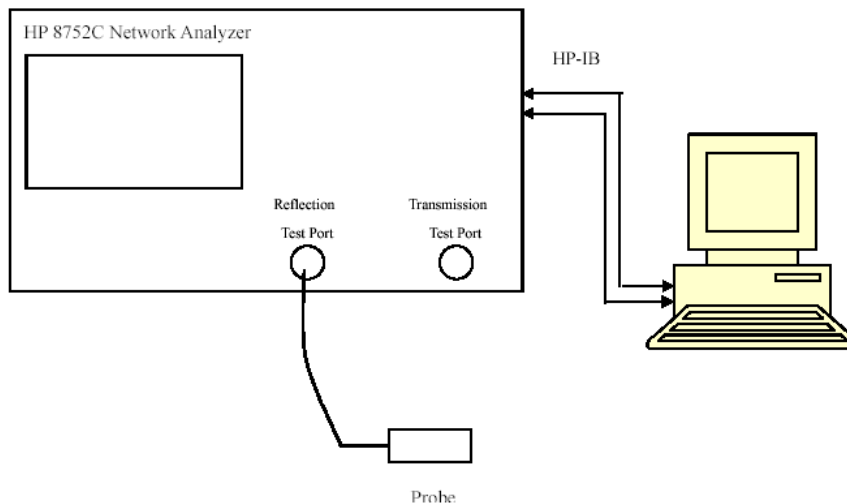 HP 8752C Network Analyzer
HP-IB
Reflection
Test Port
Transmission
Test Port
Probe